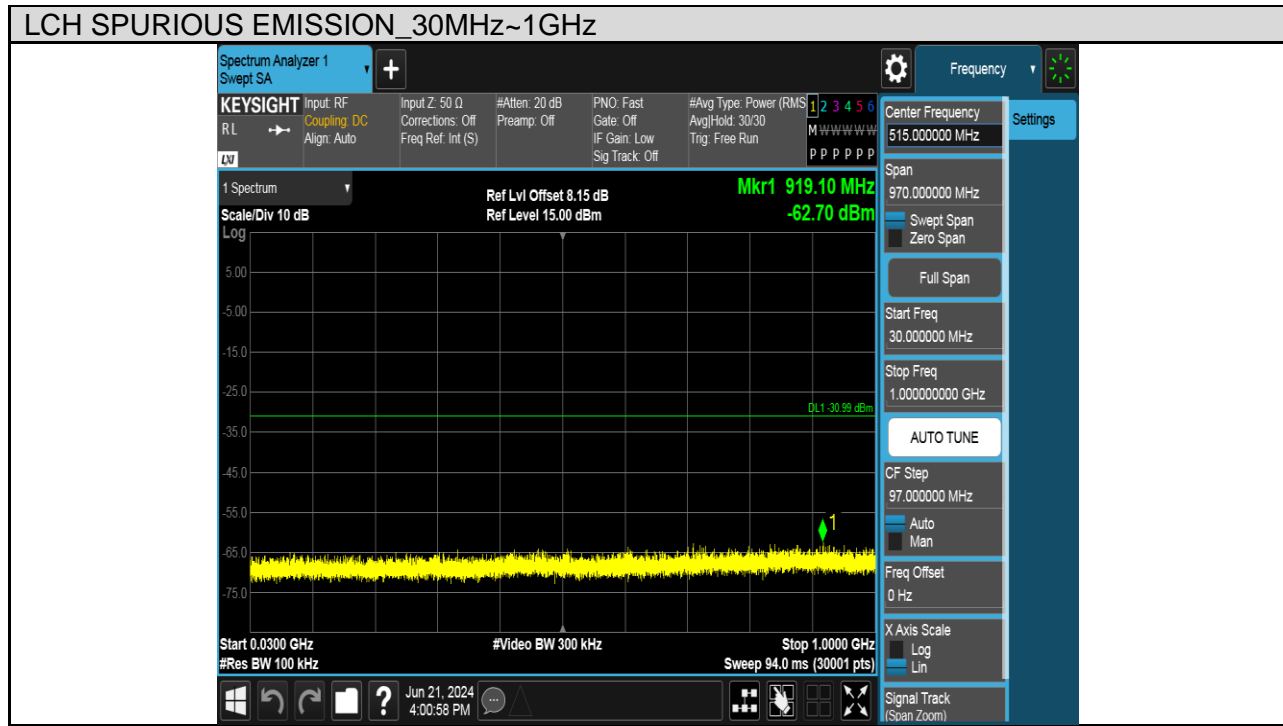 LCH SPURIOUS EMISSION_30MHz~1GHz
Spectrum Analyzer 1
Swept SA
+
Frequency
KEYSIGHT
RL
LXI
Input: RF
Coupling: DC
Align: Auto
Input Z: 50 Ω
Corrections: Off
Freq Ref: Int (S)
#Atten: 20 dB
Preamp: Off
PNO: Fast
Gate: Off
IF Gain: Low
Sig Track: Off
#Avg Type: Power (RMS
Avg|Hold: 30/30
Trig: Free Run
1 2 3 4 5 6
M W W W W W
P P P P P P
1 Spectrum
Scale/Div 10 dB
Ref Lvl Offset 8.15 dB
Ref Level 15.00 dBm
Mkr1 919.10 MHz
-62.70 dBm
Log
5.00
-5.00
-15.0
-25.0
DL1 -30.99 dBm
-35.0
-45.0
-55.0
1
-65.0
-75.0
Start 0.0300 GHz
#Video BW 300 kHz
Stop 1.0000 GHz
#Res BW 100 kHz
Sweep 94.0 ms (30001 pts)
?
Jun 21, 2024
4:00:58 PM
Center Frequency
515.000000 MHz
Settings
Span
970.000000 MHz
Swept Span
Zero Span
Full Span
Start Freq
30.000000 MHz
Stop Freq
1.000000000 GHz
AUTO TUNE
CF Step
97.000000 MHz
Auto
Man
Freq Offset
0 Hz
X Axis Scale
Log
Lin
Signal Track
(Span Zoom)